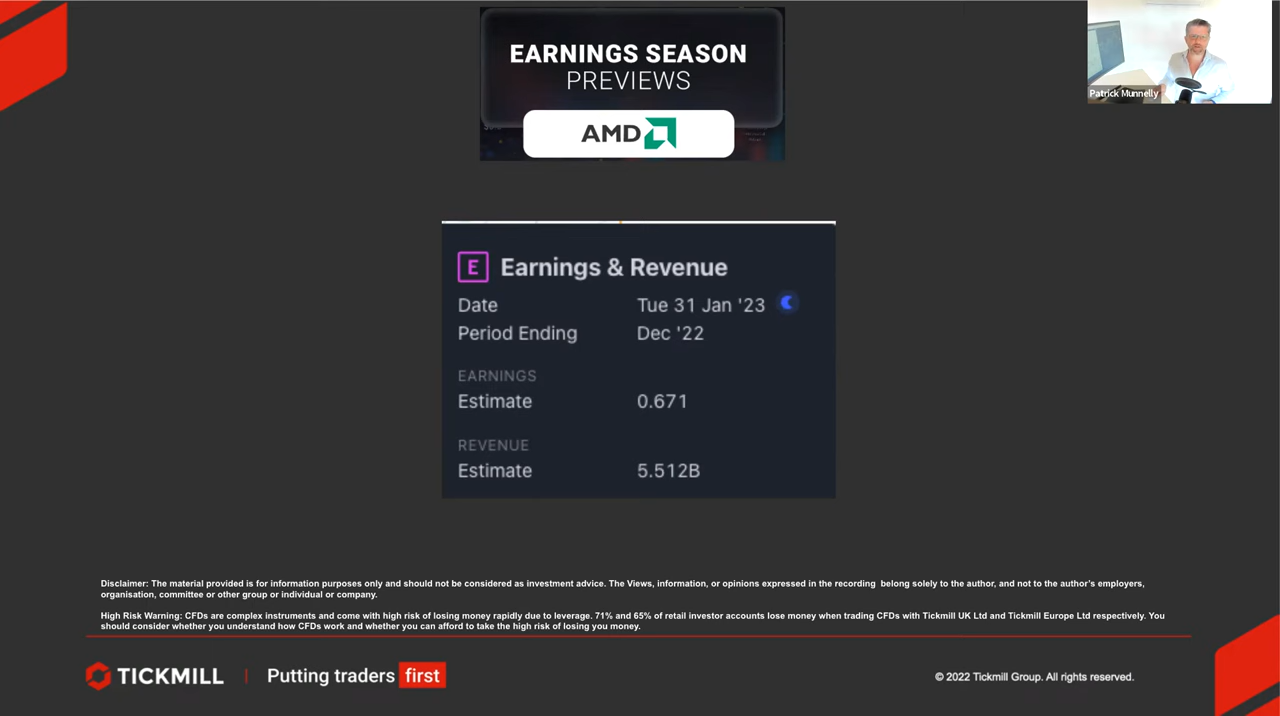 EARNINGS SEASON
PREVIEWS
AMD
Patrick Munnelly
E Earnings & Revenue
Date Tue 31 Jan '23
Period Ending Dec '22
EARNINGS
Estimate 0.671
REVENUE
Estimate 5.512B
Disclaimer: The material provided is for information purposes only and should not be considered as investment advice. The Views, information, or opinions expressed in the recording belong solely to the author, and not to the author's employers,
organisation, committee or other group or individual or company.
High Risk Warning: CFDs are complex instruments and come with high risk of losing money rapidly due to leverage. 71% and 65% of retail investor accounts lose money when trading CFDs with Tickmill UK Ltd and Tickmill Europe Ltd respectively. You
should consider whether you understand how CFDs work and whether you can afford to take the high risk of losing you money.
TICKMILL | Putting traders first
© 2022 Tickmill Group. All rights reserved.